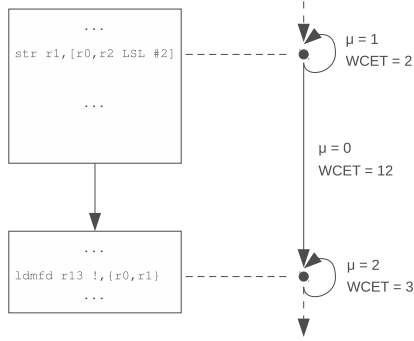 ...
str r1,[r0,r2 LSL #2]
...
μ = 1
WCET = 2
μ = 0
WCET = 12
...
ldmfd r13 !,{r0,r1}
...
μ = 2
WCET = 3